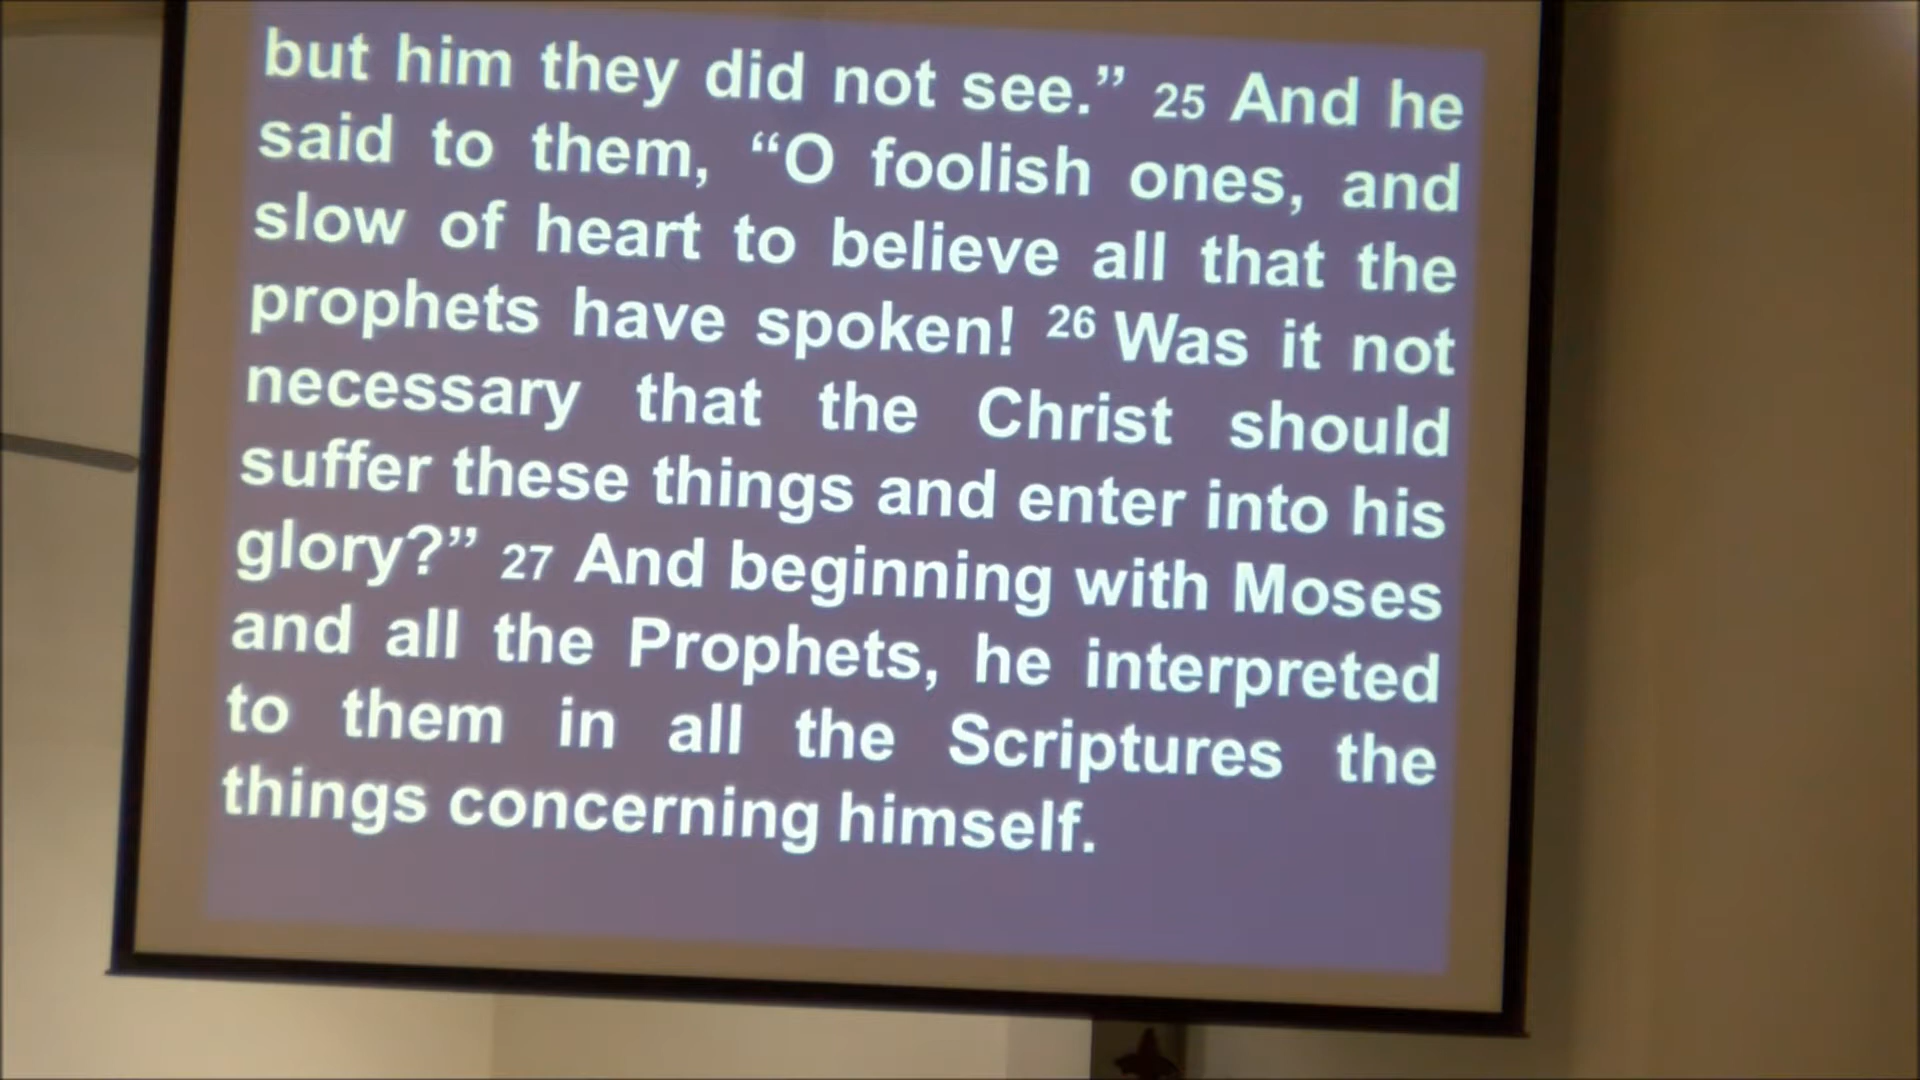 but him they did not see.” 25 And he
said to them, “O foolish ones, and
slow of heart to believe all that the
prophets have spoken! 26 Was it not
necessary that the Christ should
suffer these things and enter into his
glory?” 27 And beginning with Moses
and all the Prophets, he interpreted
to them in all the Scriptures the
things concerning himself.